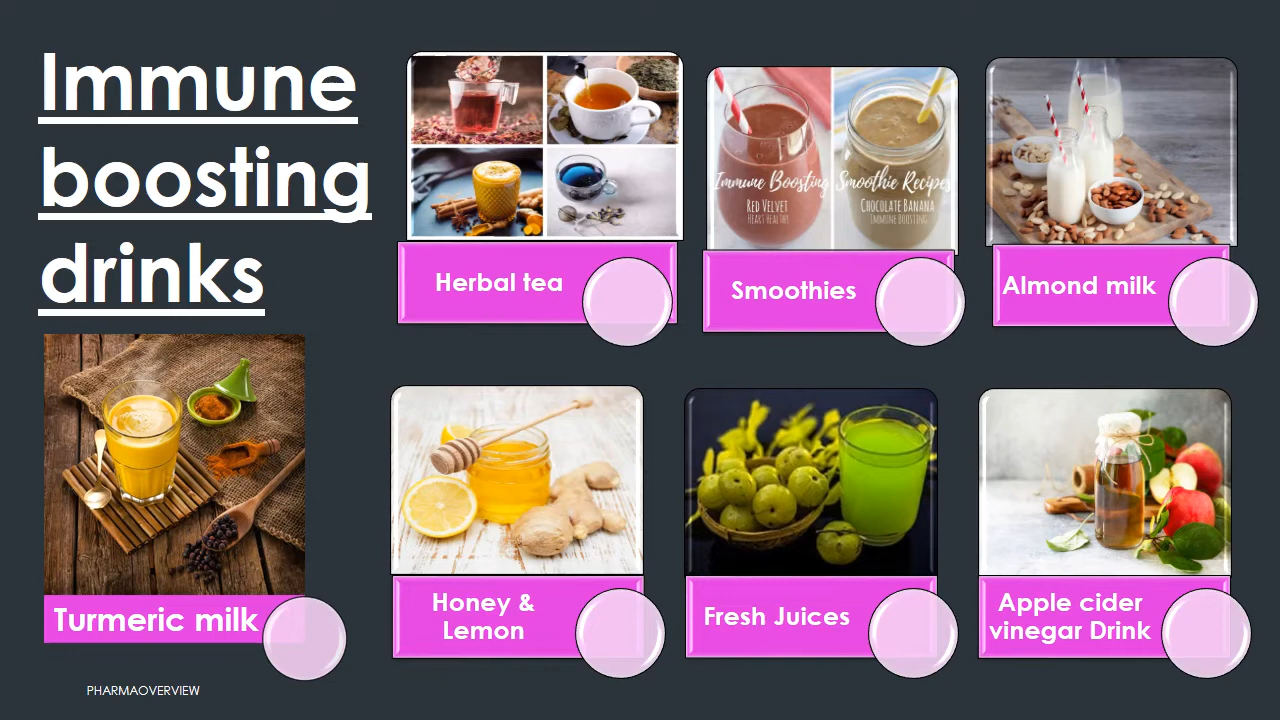 Immune
boosting
drinks
Immune Boosting Smoothie Recipes
RED VELVET
HEART HEALTHY
CHOCOLATE BANANA
IMMUNE BOOSTING
Herbal tea
Smoothies
Almond milk
Turmeric milk
Honey &
Lemon
Fresh Juices
Apple cider
vinegar Drink
PHARMAOVERVIEW